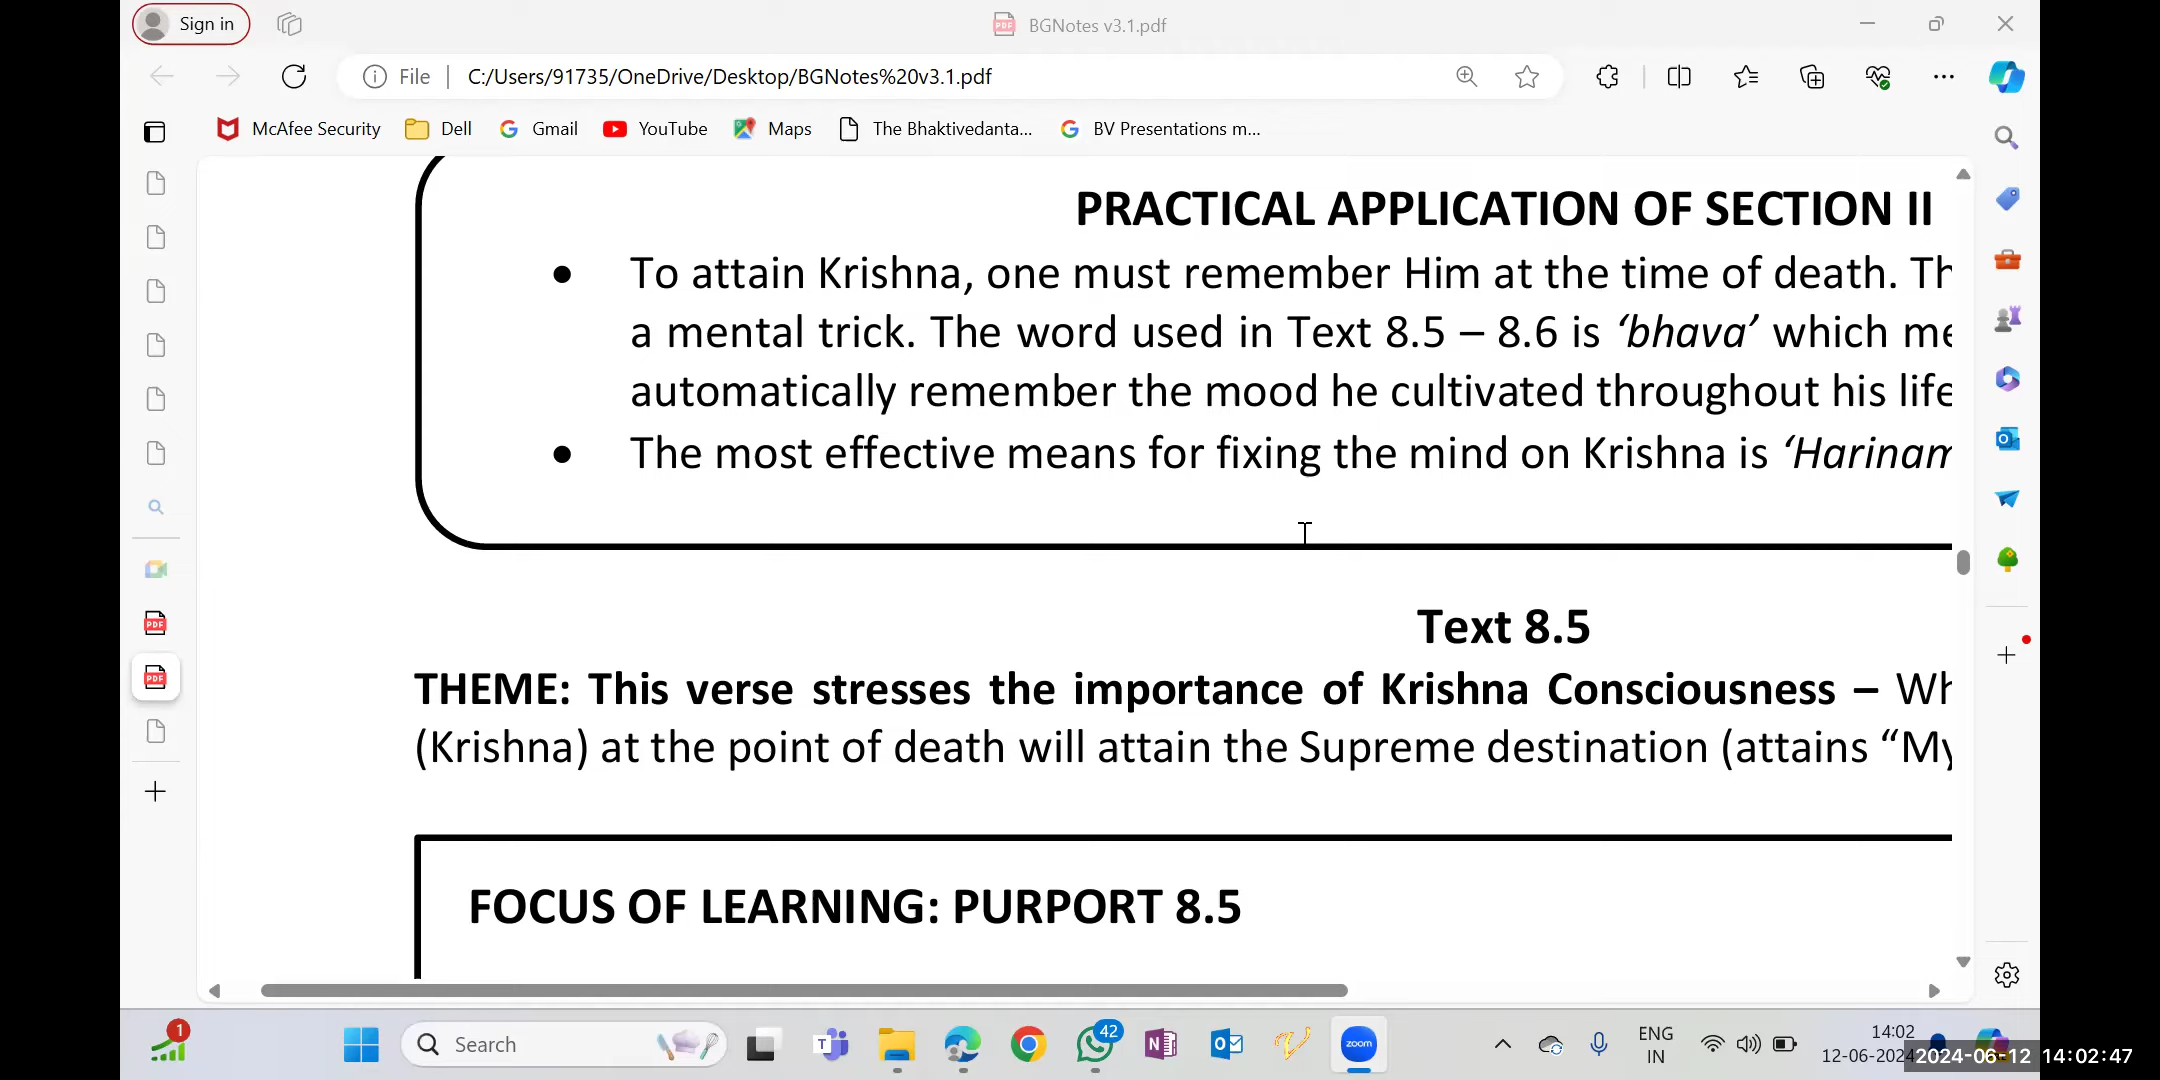 Sign in
BGNotes v3.1.pdf
File
C:/Users/91735/OneDrive/Desktop/BGNotes%20v3.1.pdf
McAfee Security
Dell
Gmail
YouTube
Maps
The Bhaktivedanta...
BV Presentations m...
PRACTICAL APPLICATION OF SECTION II
To attain Krishna, one must remember Him at the time of death. Th
a mental trick. The word used in Text 8.5 – 8.6 is ‘bhava’ which me
automatically remember the mood he cultivated throughout his life
The most effective means for fixing the mind on Krishna is ‘Harinam
Text 8.5
THEME: This verse stresses the importance of Krishna Consciousness – Wh
(Krishna) at the point of death will attain the Supreme destination (attains “My
FOCUS OF LEARNING: PURPORT 8.5
1
Search
42
zoom
ENG
IN
14:02
12-06-2024
2024-06-12 14:02:47